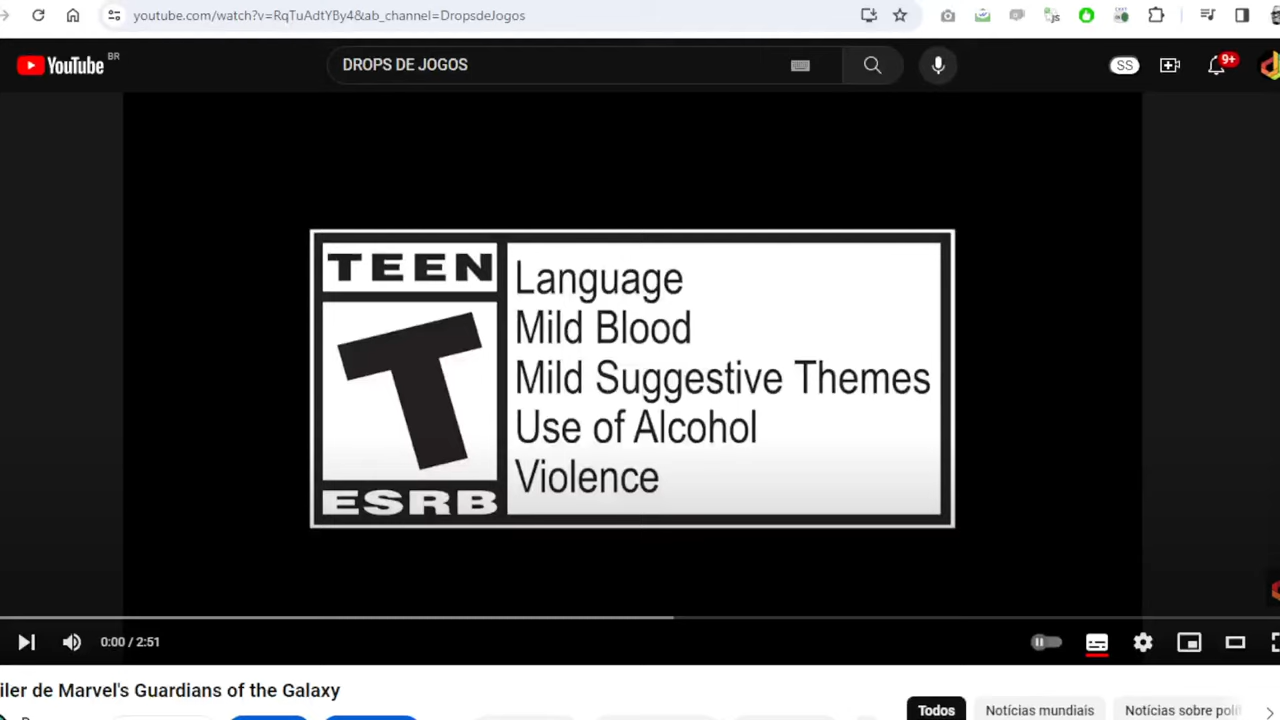 youtube.com/watch?v=RqTuAdtYBy4&ab_channel=DropsdeJogos
YouTube BR
DROPS DE JOGOS
SS
9+
TEEN
T
ESRB
Language
Mild Blood
Mild Suggestive Themes
Use of Alcohol
Violence
0:00 / 2:51
iler de Marvel's Guardians of the Galaxy
Todos
Notícias mundiais
Notícias sobre polí